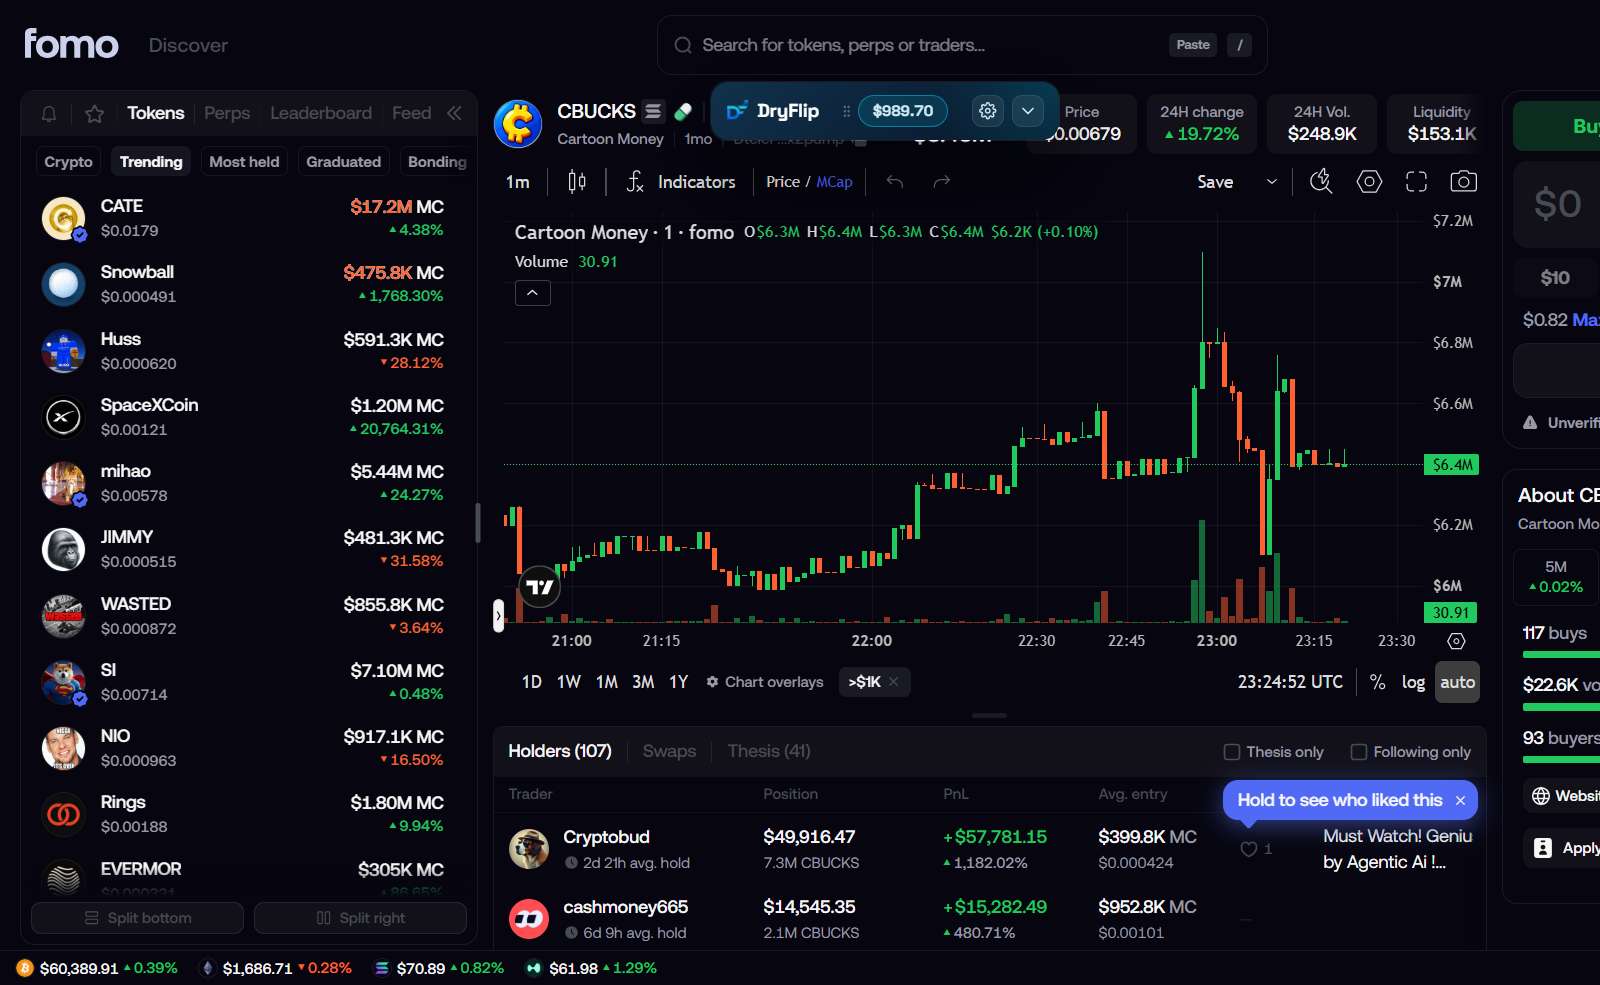 fomo
Discover
Search for tokens, perps or traders...
Paste
/
Tokens
Perps
Leaderboard
Feed
Crypto
Trending
Most held
Graduated
Bonding
CATE
$17.2M MC
$0.0179
4.38%
Snowball
$475.8K MC
$0.000491
1,768.30%
Huss
$591.3K MC
$0.000620
28.12%
SpaceXCoin
$1.20M MC
$0.00121
20,764.31%
mihao
$5.44M MC
$0.00578
24.27%
JIMMY
$481.3K MC
$0.000515
31.58%
WASTED
$855.8K MC
$0.000872
3.64%
SI
$7.10M MC
$0.00714
0.48%
NIO
$917.1K MC
$0.000963
16.50%
Rings
$1.80M MC
$0.00188
9.94%
EVERMOR
$305K MC
Split bottom
Split right
CBUCKS
Cartoon Money
1mo
DryFlip
$989.70
Price
0.00679
24H change
19.72%
24H Vol.
$248.9K
Liquidity
$153.1K
1m
Indicators
Price / MCap
Save
Cartoon Money · 1 · fomo O$6.3M H$6.4M L$6.3M C$6.4M $6.2K (+0.10%)
Volume 30.91
$7.2M
$7M
$6.8M
$6.6M
$6.4M
$6.2M
$6M
30.91
21:00
21:15
22:00
22:30
22:45
23:00
23:15
23:30
1D
1W
1M
3M
1Y
Chart overlays
>$1K
23:24:52 UTC
%
log
auto
Holders (107)
Swaps
Thesis (41)
Thesis only
Following only
Trader
Position
PnL
Avg. entry
Hold to see who liked this
Cryptobud
$49,916.47
+$57,781.15
$399.8K MC
2d 21h avg. hold
7.3M CBUCKS
1,182.02%
$0.000424
1
Must Watch! Geniu
by Agentic Ai !...
cashmoney665
$14,545.35
+$15,282.49
$952.8K MC
6d 9h avg. hold
2.1M CBUCKS
480.71%
$0.00101
Buy
$0
$10
$0.82 Max
Unverifi
About CB
Cartoon Mo
5M
0.02%
117 buys
$22.6K vo
93 buyers
Websit
Apply
$60,389.91 0.39%
$1,686.71 0.28%
$70.89 0.82%
$61.98 1.29%